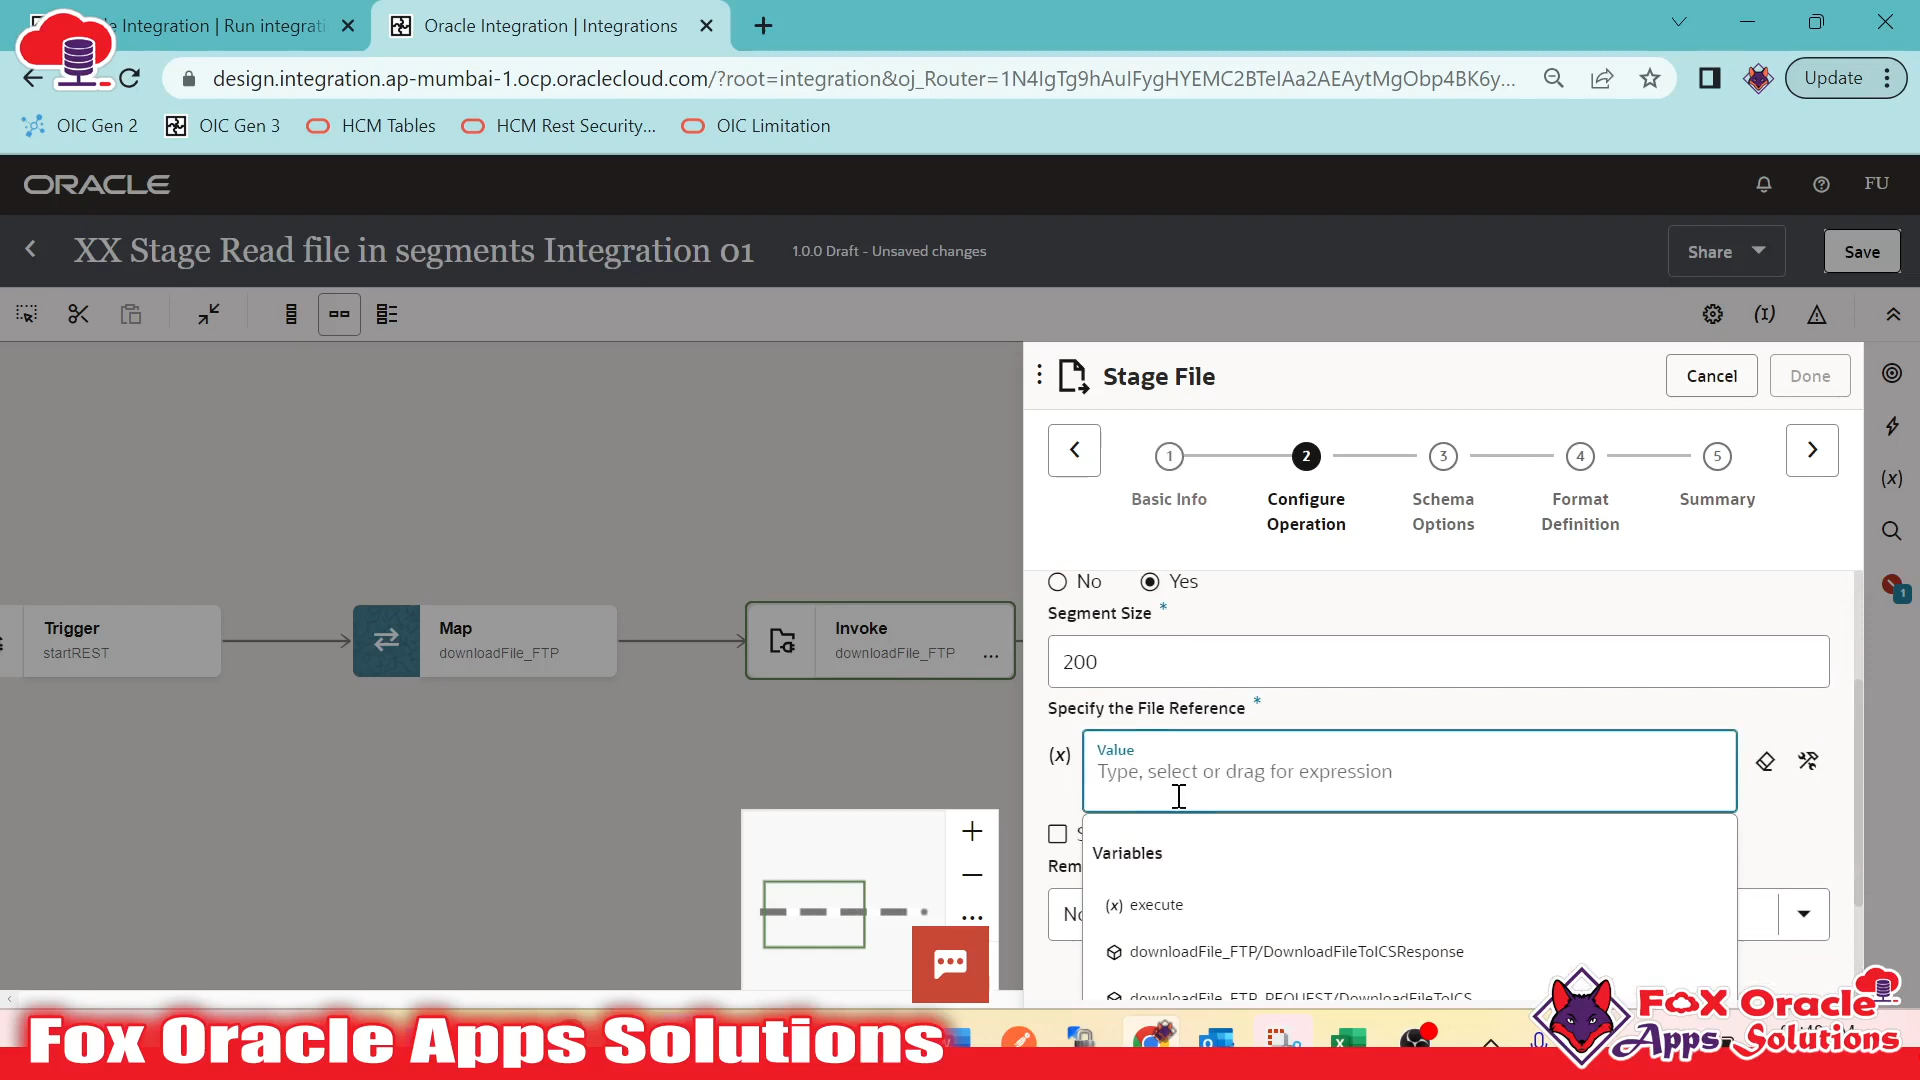 le Integration | Run integrati
Oracle Integration | Integrations
design.integration.ap-mumbai-1.ocp.oraclecloud.com/?root=integration&oj_Router=1N4IgTg9hAuIFygHYEMC2BTeIAa2AEAytMgObp4BK6y...
Update
OIC Gen 2
OIC Gen 3
HCM Tables
HCM Rest Security...
OIC Limitation
ORACLE
FU
XX Stage Read file in segments Integration 01
1.0.0 Draft - Unsaved changes
Share
Save
(I)
Stage File
Cancel
Done
1
2
3
4
5
Basic Info
Configure Operation
Schema Options
Format Definition
Summary
(x)
No
Yes
Segment Size *
200
1
Trigger
startREST
Map
downloadFile_FTP
Invoke
downloadFile_FTP
...
Specify the File Reference *
(x)
Value
Type, select or drag for expression
S
Rem
No
Variables
(x) execute
downloadFile_FTP/DownloadFileToICSResponse
downloadFile_FTP_REQUEST/DownloadFileToICS
Fox Oracle Apps Solutions
Fox Oracle
Apps Solutions